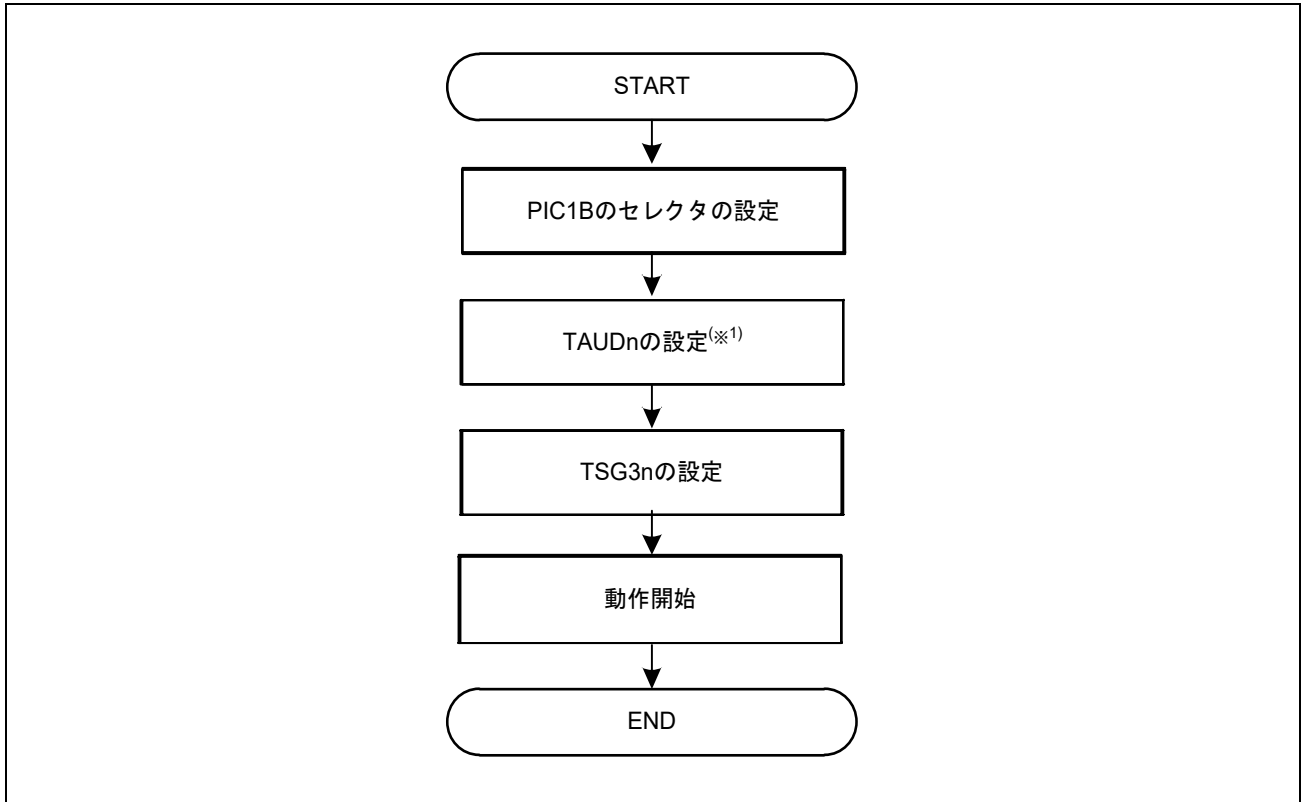 START
PIC1Bのセレクタの設定
TAUDnの設定(※1)
TSG3nの設定
動作開始
END